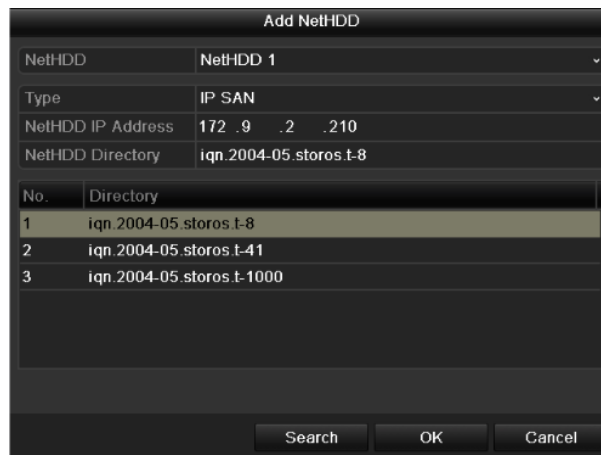 Add NetHDD
NetHDD NetHDD 1
Type IP SAN
NetHDD IP Address 172 .9 .2 .210
NetHDD Directory iqn.2004-05.storos.t-8
No. Directory
1 iqn.2004-05.storos.t-8
2 iqn.2004-05.storos.t-41
3 iqn.2004-05.storos.t-1000
Search OK Cancel